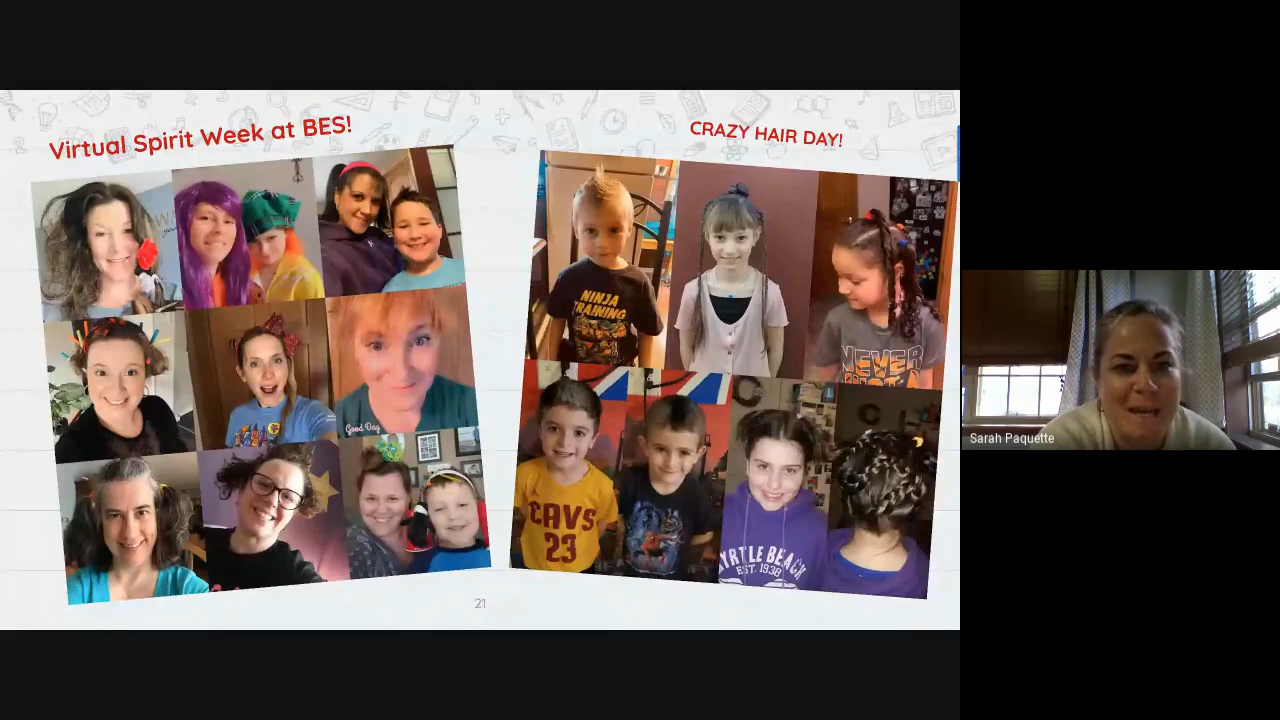 Virtual Spirit Week at BES!
CRAZY HAIR DAY!
NINJA
TRAINING
NEVER
Good Day
CAVS
23
MYRTLE BEACH
EST. 1938
Sarah Paquette
21